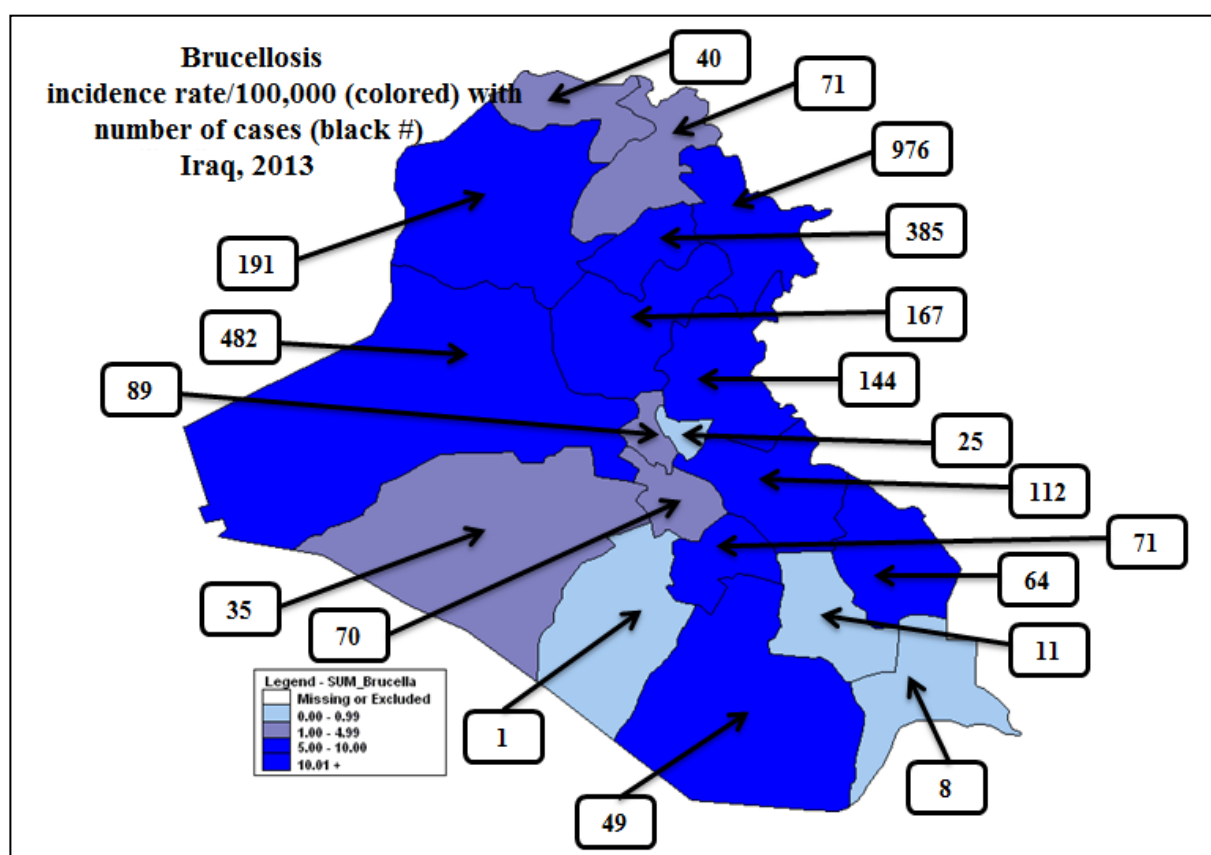 Brucellosis
incidence rate/100,000 (colored) with
number of cases (black #)
Iraq, 2013
40
71
976
385
191
167
482
144
89
25
112
71
64
35
70
11
1
8
49
Legend - SUM_Brucella
Missing or Excluded
0.00 - 0.99
1.00 - 4.99
5.00 - 10.00
10.01 +